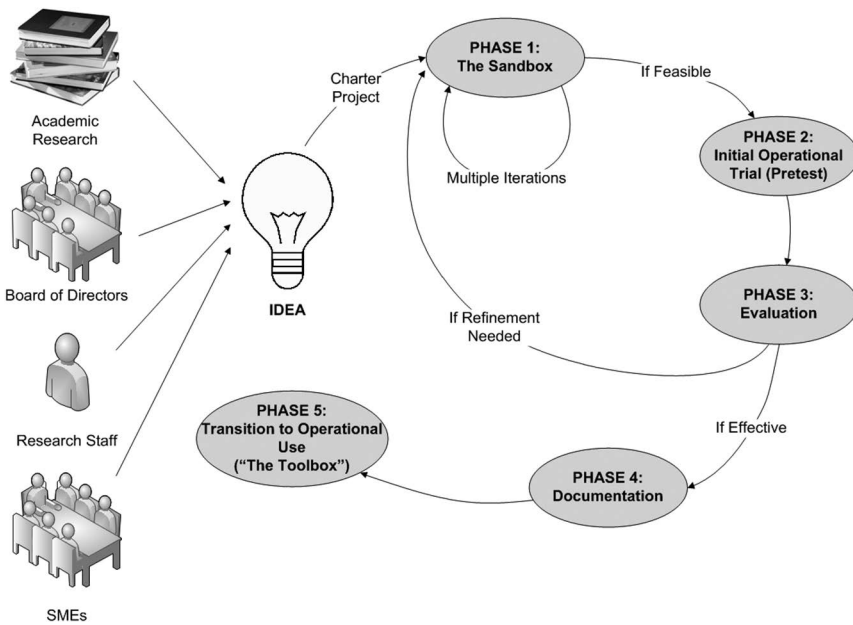 Academic
Research
Board of Directors
Research Staff
SMEs
IDEA
Charter
Project
PHASE 1:
The Sandbox
Multiple Iterations
If Feasible
PHASE 2:
Initial Operational
Trial (Pretest)
PHASE 3:
Evaluation
If Refinement
Needed
If Effective
PHASE 4:
Documentation
PHASE 5:
Transition to Operational
Use
(“The Toolbox”)